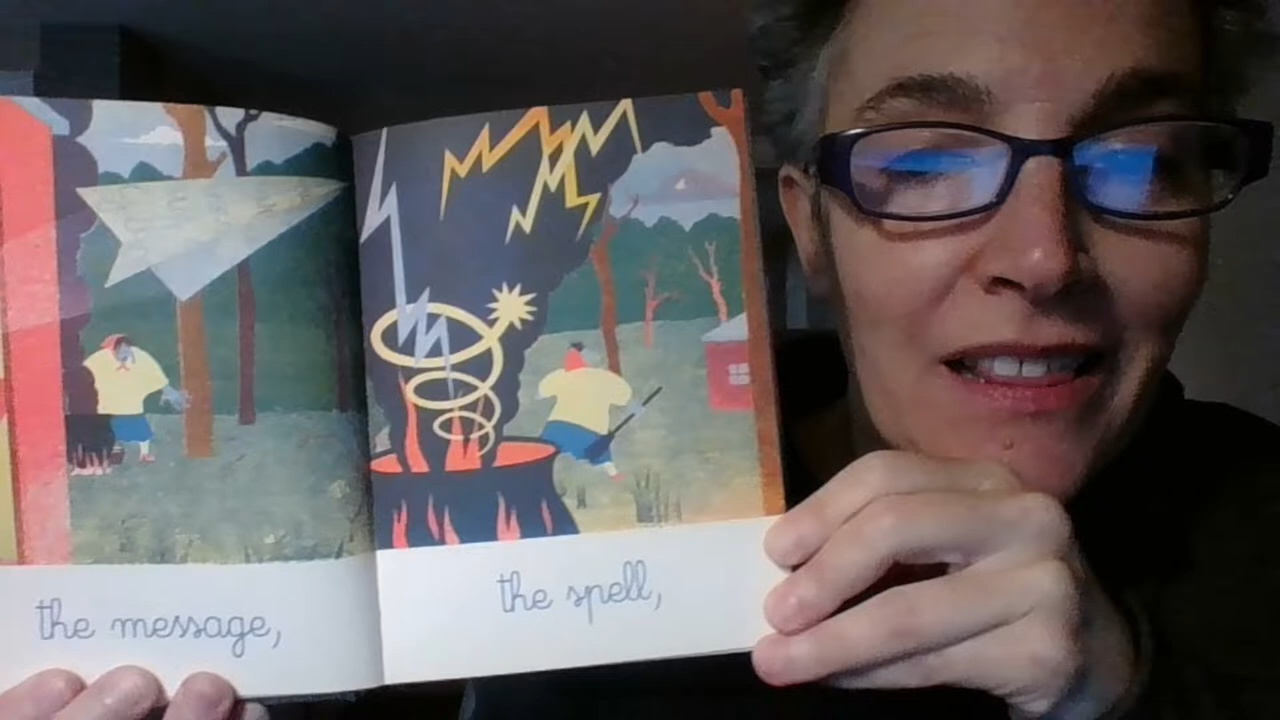 the message,
the spell,